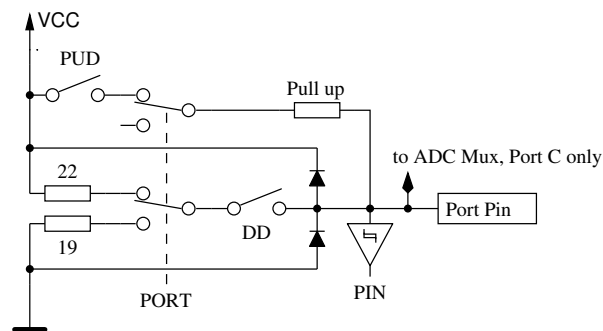 VCC
PUD
Pull up
to ADC Mux, Port C only
22
Port Pin
19
DD
PORT
PIN